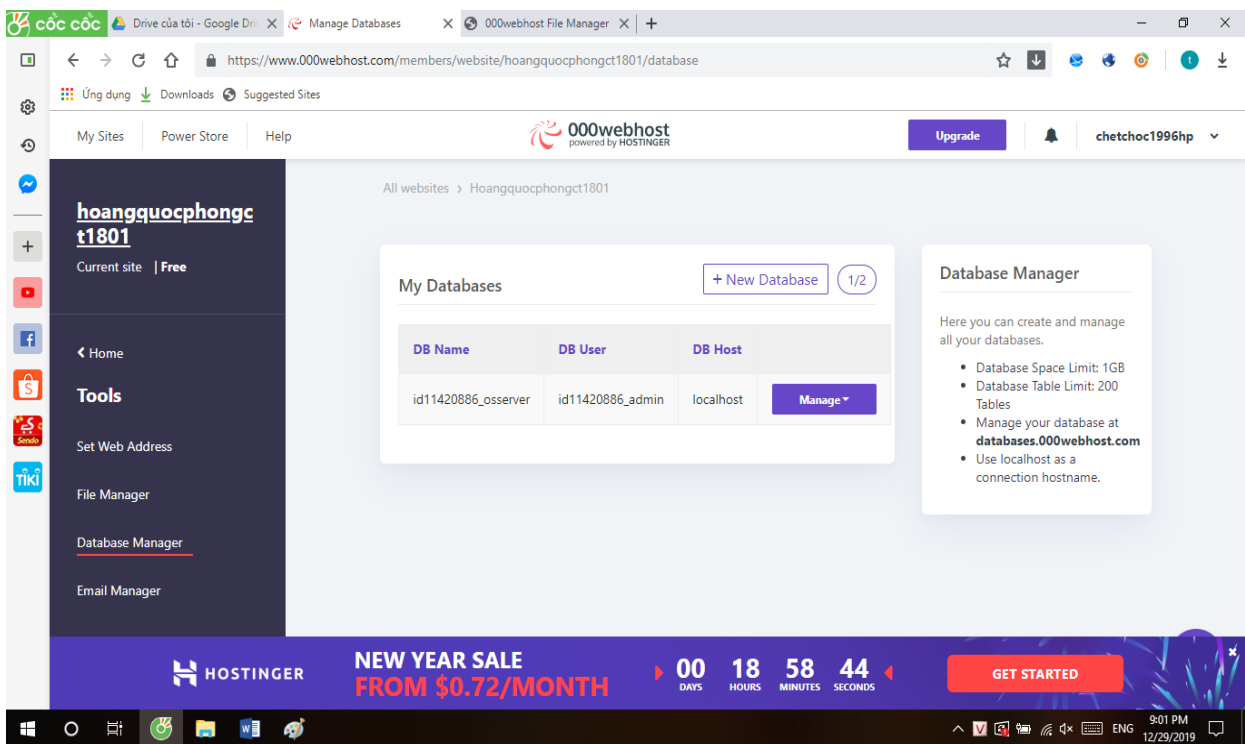 cốc cốc
Drive của tôi - Google Dri
Manage Databases
000webhost File Manager
https://www.000webhost.com/members/website/hoangquocphongct1801/database
t
Ứng dụng
Downloads
Suggested Sites
My Sites
Power Store
Help
000webhost
powered by HOSTINGER
Upgrade
chetchoc1996hp
hoangquocphongc
t1801
Current site | Free
Home
Tools
Set Web Address
File Manager
Database Manager
Email Manager
All websites › Hoangquocphongct1801
My Databases
+ New Database
1/2
DB Name DB User DB Host
id11420886_osserver id11420886_admin localhost Manage
Database Manager
Here you can create and manage
all your databases.
• Database Space Limit: 1GB
• Database Table Limit: 200
Tables
• Manage your database at
databases.000webhost.com
• Use localhost as a
connection hostname.
Sendo
TIKI
HOSTINGER
NEW YEAR SALE
FROM $0.72/MONTH
00 18 58 44
DAYS HOURS MINUTES SECONDS
GET STARTED
ENG
9:01 PM
12/29/2019